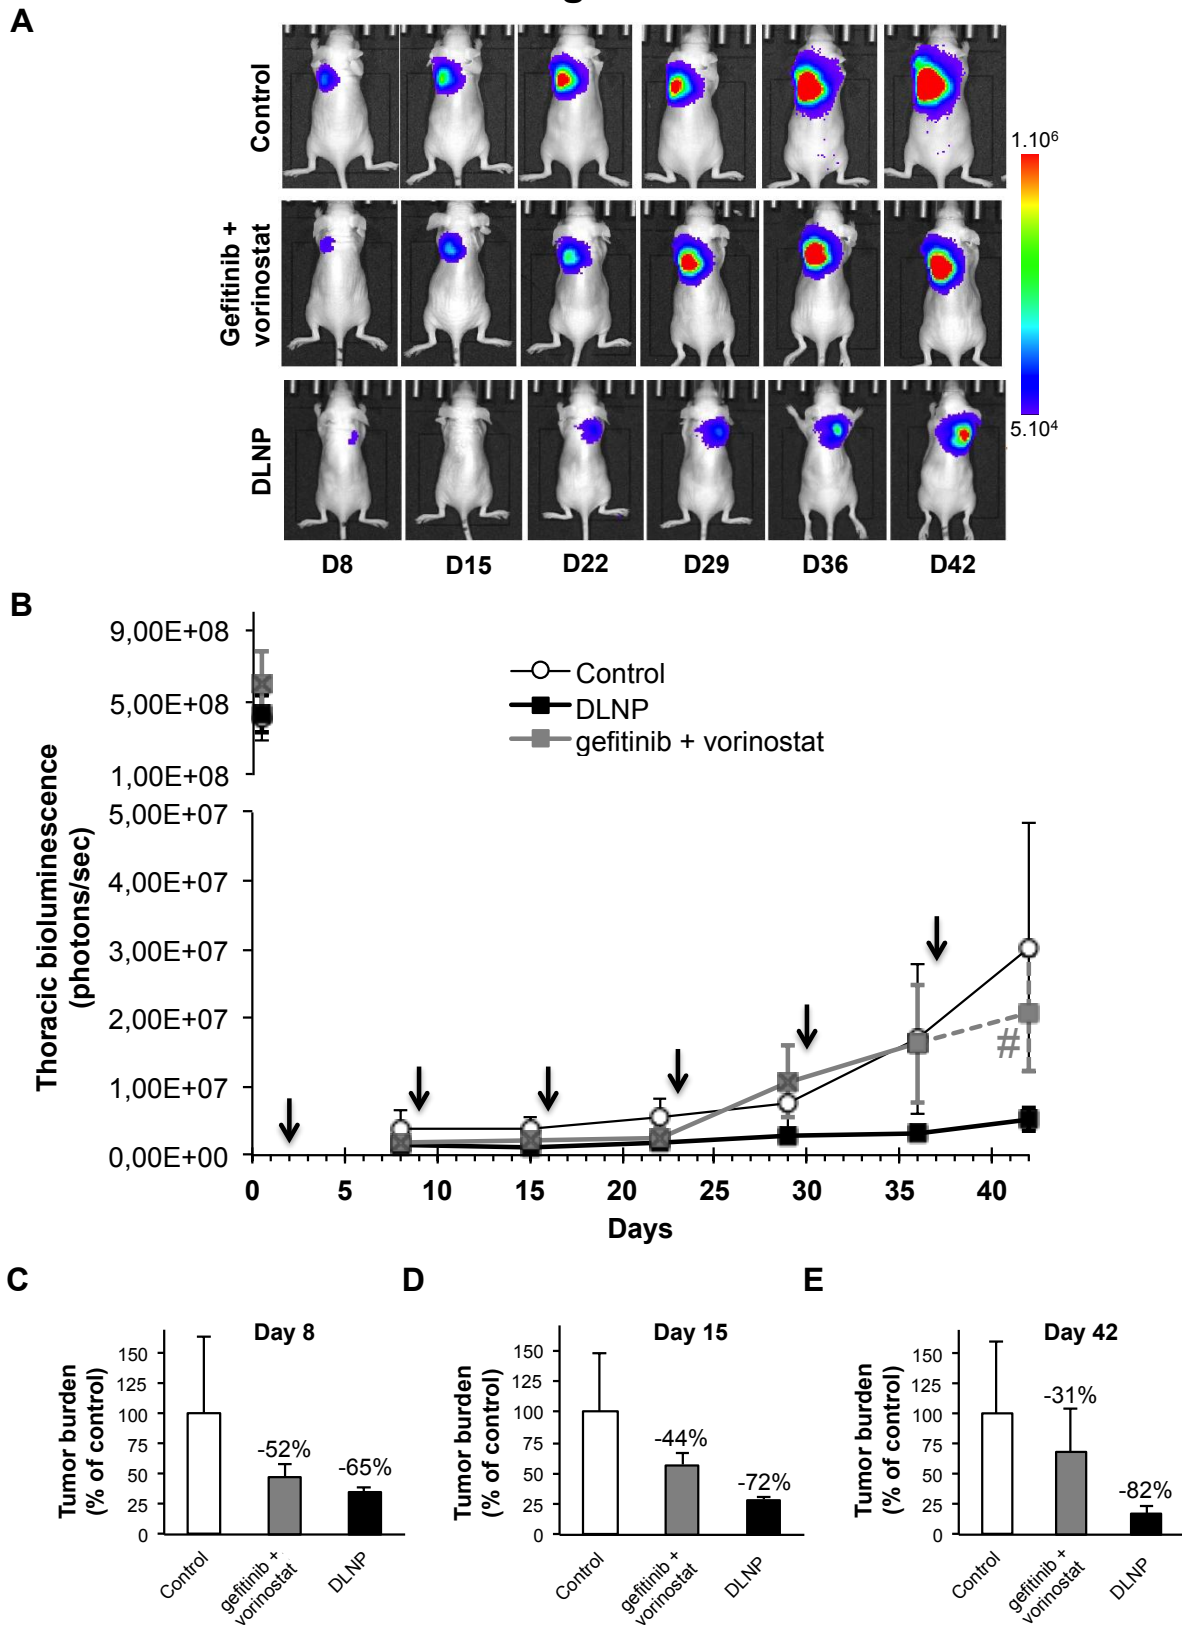 A
Control
1.10⁶
Gefitinib +
vorinostat
DLNP
5.10⁴
D8 D15 D22 D29 D36 D42
B
9,00E+08
5,00E+08
1,00E+08
5,00E+07
4,00E+07
3,00E+07
2,00E+07
1,00E+07
0,00E+00
Thoracic bioluminescence
(photons/sec)
Control
DLNP
gefitinib + vorinostat
#
0 5 10 15 20 25 30 35 40
Days
C
Day 8
Tumor burden
(% of control)
150
125
100
75
50
25
0
-52%
-65%
Control
gefitinib +
vorinostat
DLNP
D
Day 15
Tumor burden
(% of control)
150
125
100
75
50
25
0
-44%
-72%
Control
gefitinib +
vorinostat
DLNP
E
Day 42
Tumor burden
(% of control)
150
125
100
75
50
25
0
-31%
-82%
Control
gefitinib +
vorinostat
DLNP